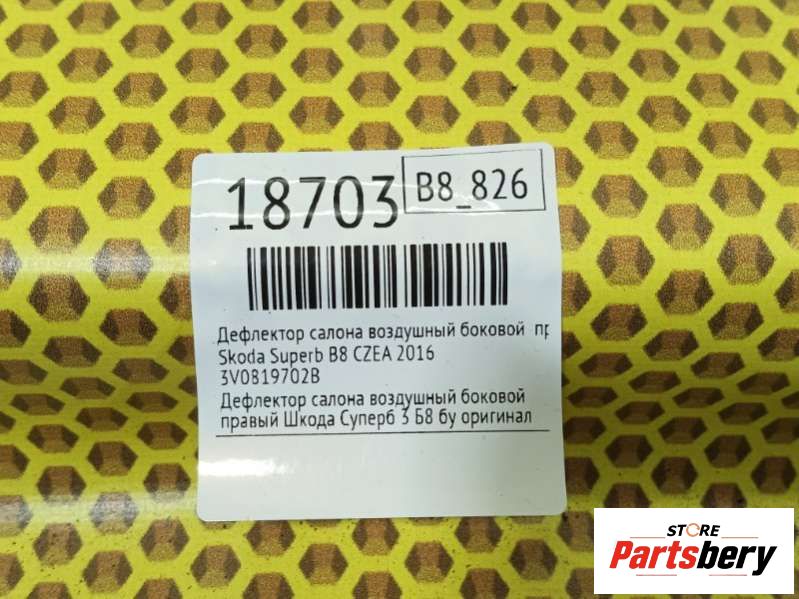 18703
B8_826
Дефлектор салона воздушный боковой пр
Skoda Superb B8 CZEA 2016
3V0819702B
Дефлектор салона воздушный боковой
правый Шкода Суперб 3 Б8 бу оригинал
STORE
Partsbery